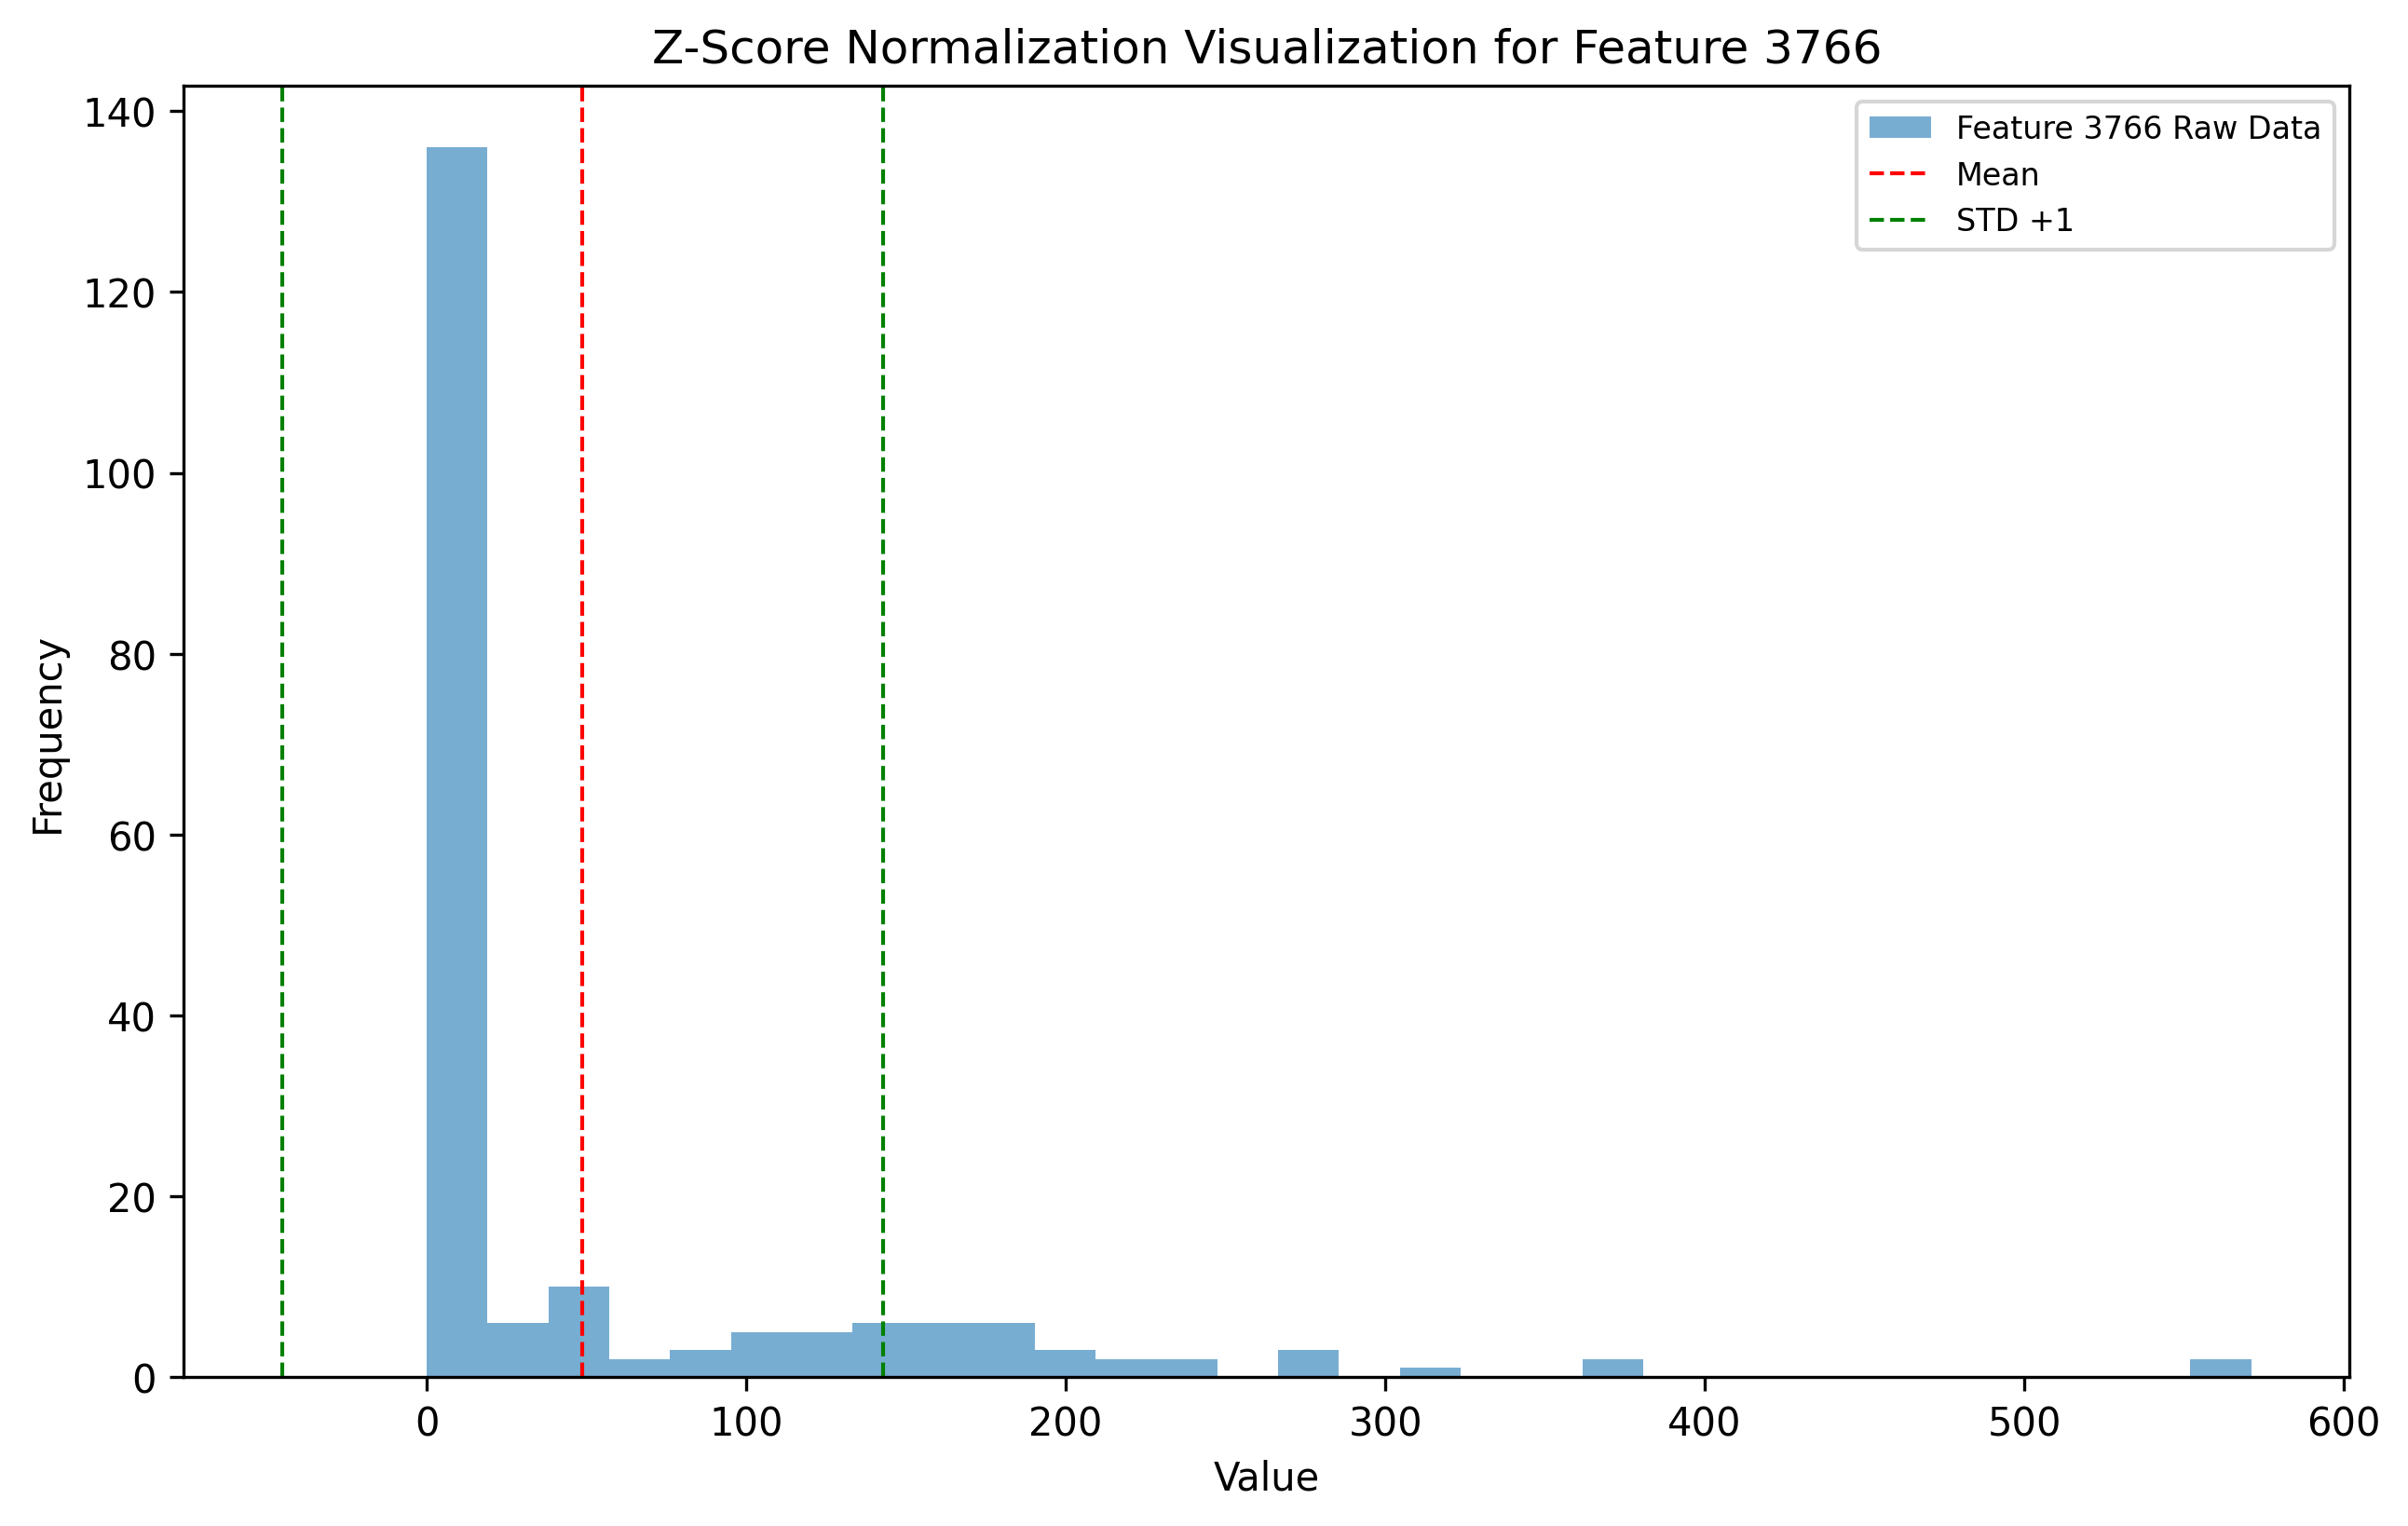 Z-Score Normalization Visualization for Feature 3766
Feature 3766 Raw Data
Mean
STD +1
140
120
100
80
60
40
20
0
Frequency
0 100 200 300 400 500 600
Value